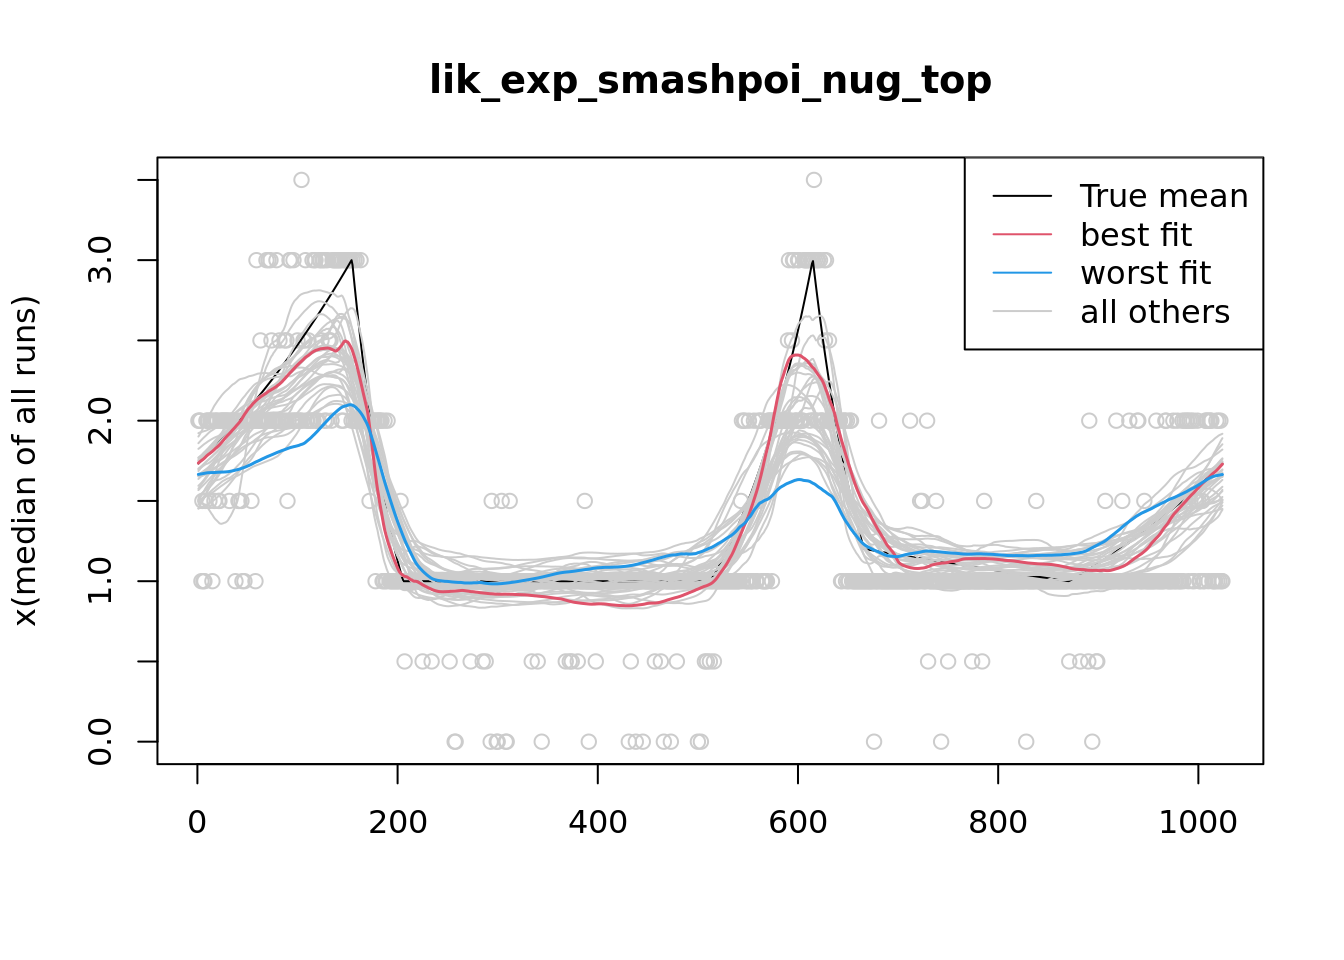 lik_exp_smashpoi_nug_top
True mean
best fit
worst fit
all others
x(median of all runs)
3.0
2.0
1.0
0.0
0 200 400 600 800 1000